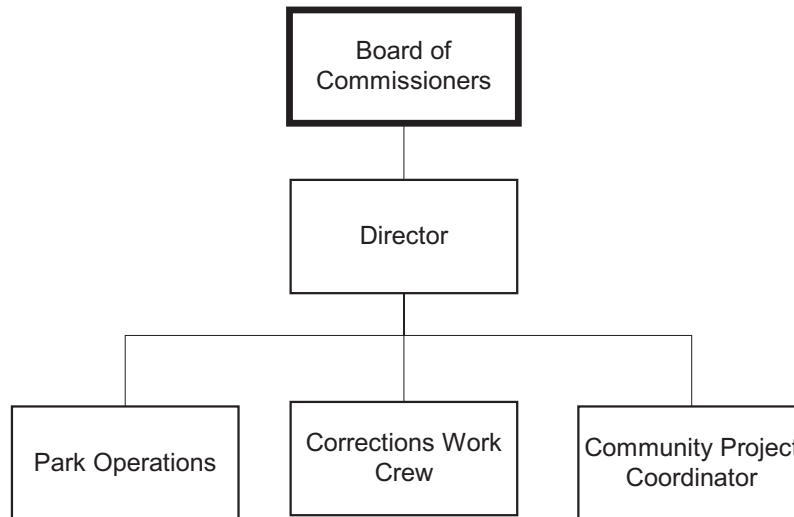 Board of
Commissioners
Director
Park Operations
Corrections Work
Crew
Community Project
Coordinator